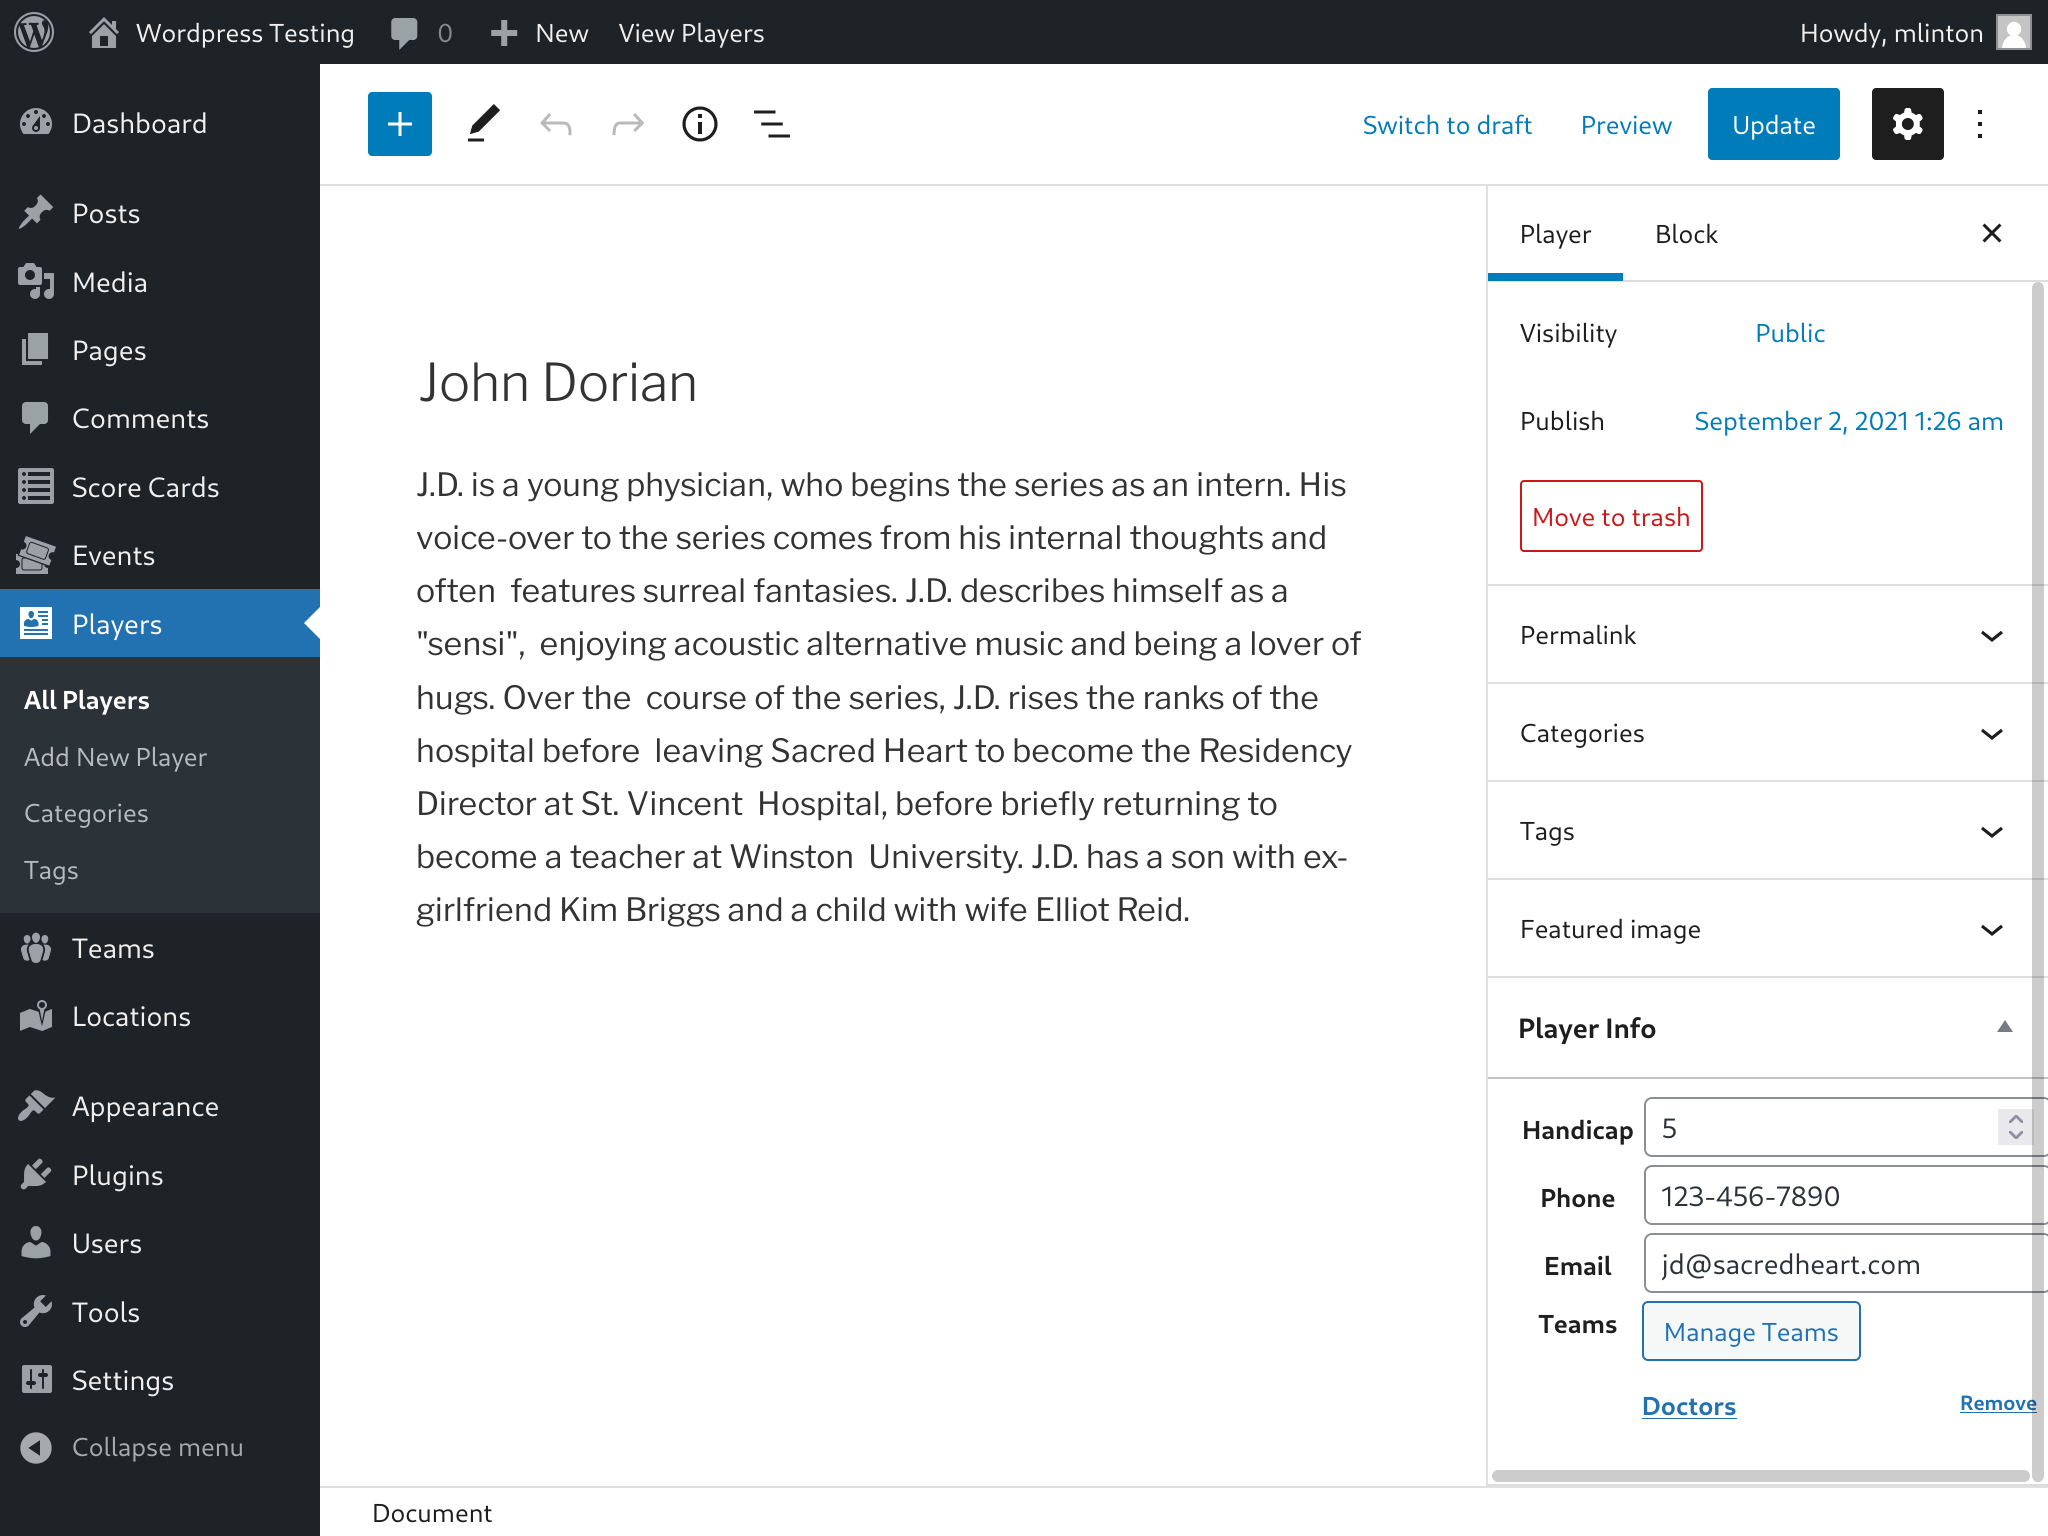 Wordpress Testing 0 New View Players Howdy, mlinton
Dashboard
Posts
Media
Pages
Comments
Score Cards
Events
Players
All Players
Add New Player
Categories
Tags
Teams
Locations
Appearance
Plugins
Users
Tools
Settings
Collapse menu
Switch to draft Preview Update
John Dorian
J.D. is a young physician, who begins the series as an intern. His
voice-over to the series comes from his internal thoughts and
often  features surreal fantasies. J.D. describes himself as a
"sensi",  enjoying acoustic alternative music and being a lover of
hugs. Over the  course of the series, J.D. rises the ranks of the
hospital before  leaving Sacred Heart to become the Residency
Director at St. Vincent  Hospital, before briefly returning to
become a teacher at Winston  University. J.D. has a son with ex-
girlfriend Kim Briggs and a child with wife Elliot Reid.
Player Block
Visibility Public
Publish September 2, 2021 1:26 am
Move to trash
Permalink
Categories
Tags
Featured image
Player Info
Handicap 5
Phone 123-456-7890
Email jd@sacredheart.com
Teams Manage Teams
Doctors Remove
Document